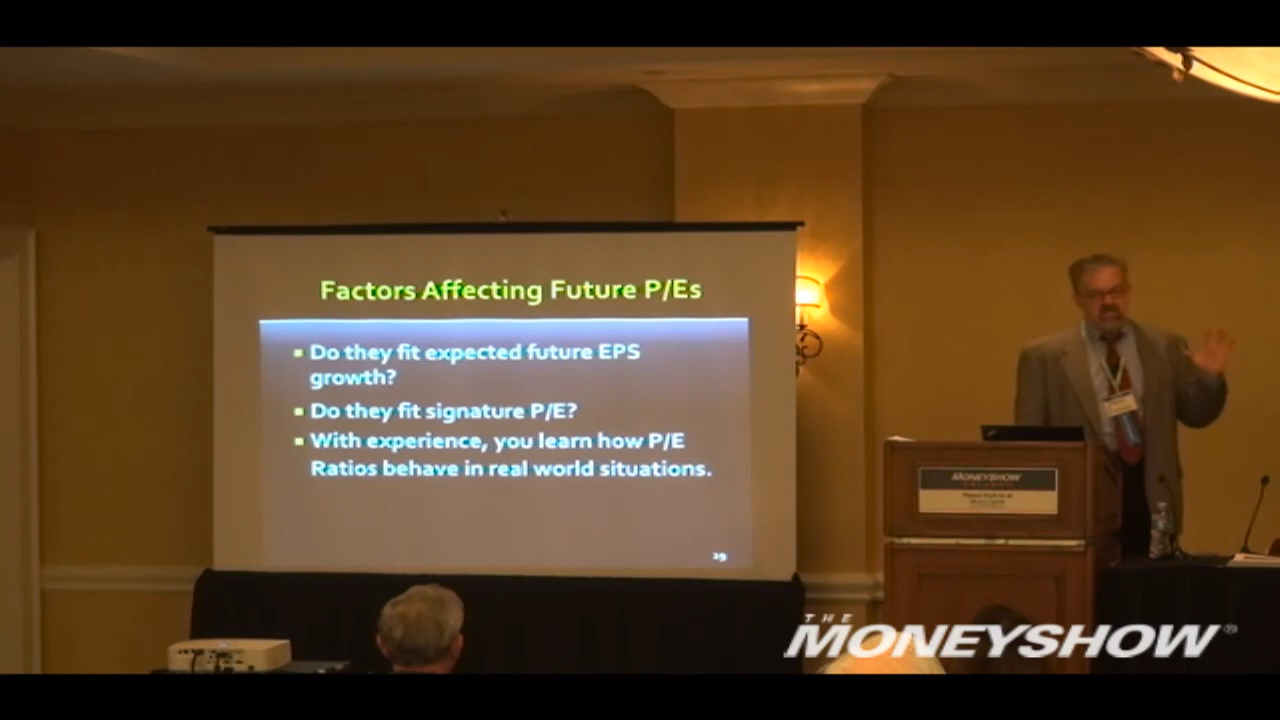 Factors Affecting Future P/Es
Do they fit expected future EPS
growth?
Do they fit signature P/E?
With experience, you learn how P/E
Ratios behave in real world situations.
19
MONEYSHOW
THE
MONEYSHOW®